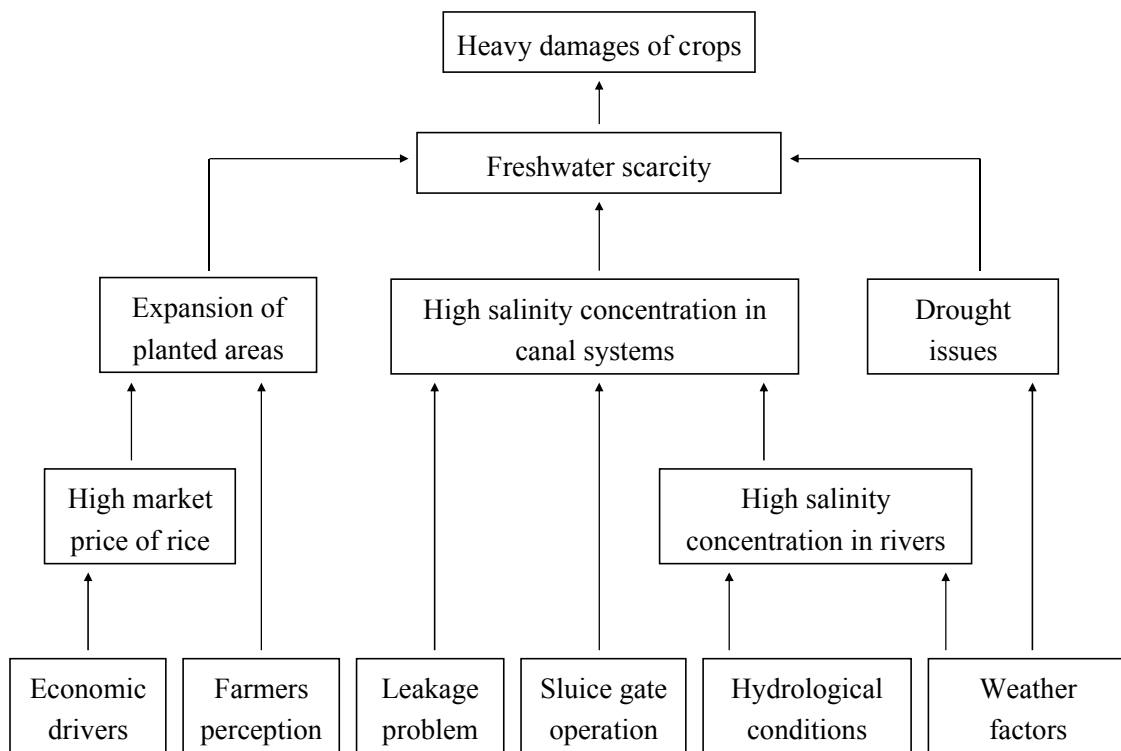 Heavy damages of crops
Freshwater scarcity
Expansion of
planted areas
High salinity concentration in
canal systems
Drought
issues
High market
price of rice
High salinity
concentration in rivers
Economic
drivers
Farmers
perception
Leakage
problem
Sluice gate
operation
Hydrological
conditions
Weather
factors